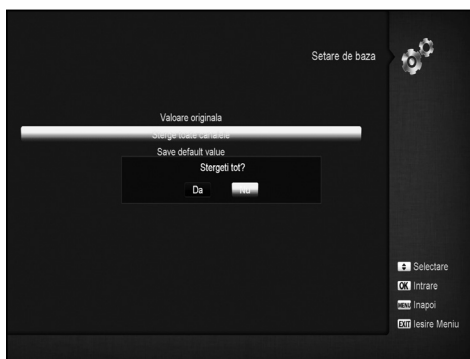 Setare de baza
Valoare originala
Sterge toate canalele
Save default value
Stergeti tot?
Da Nu
Selectare
OK Intrare
MENU Inapoi
EXIT Iesire Meniu